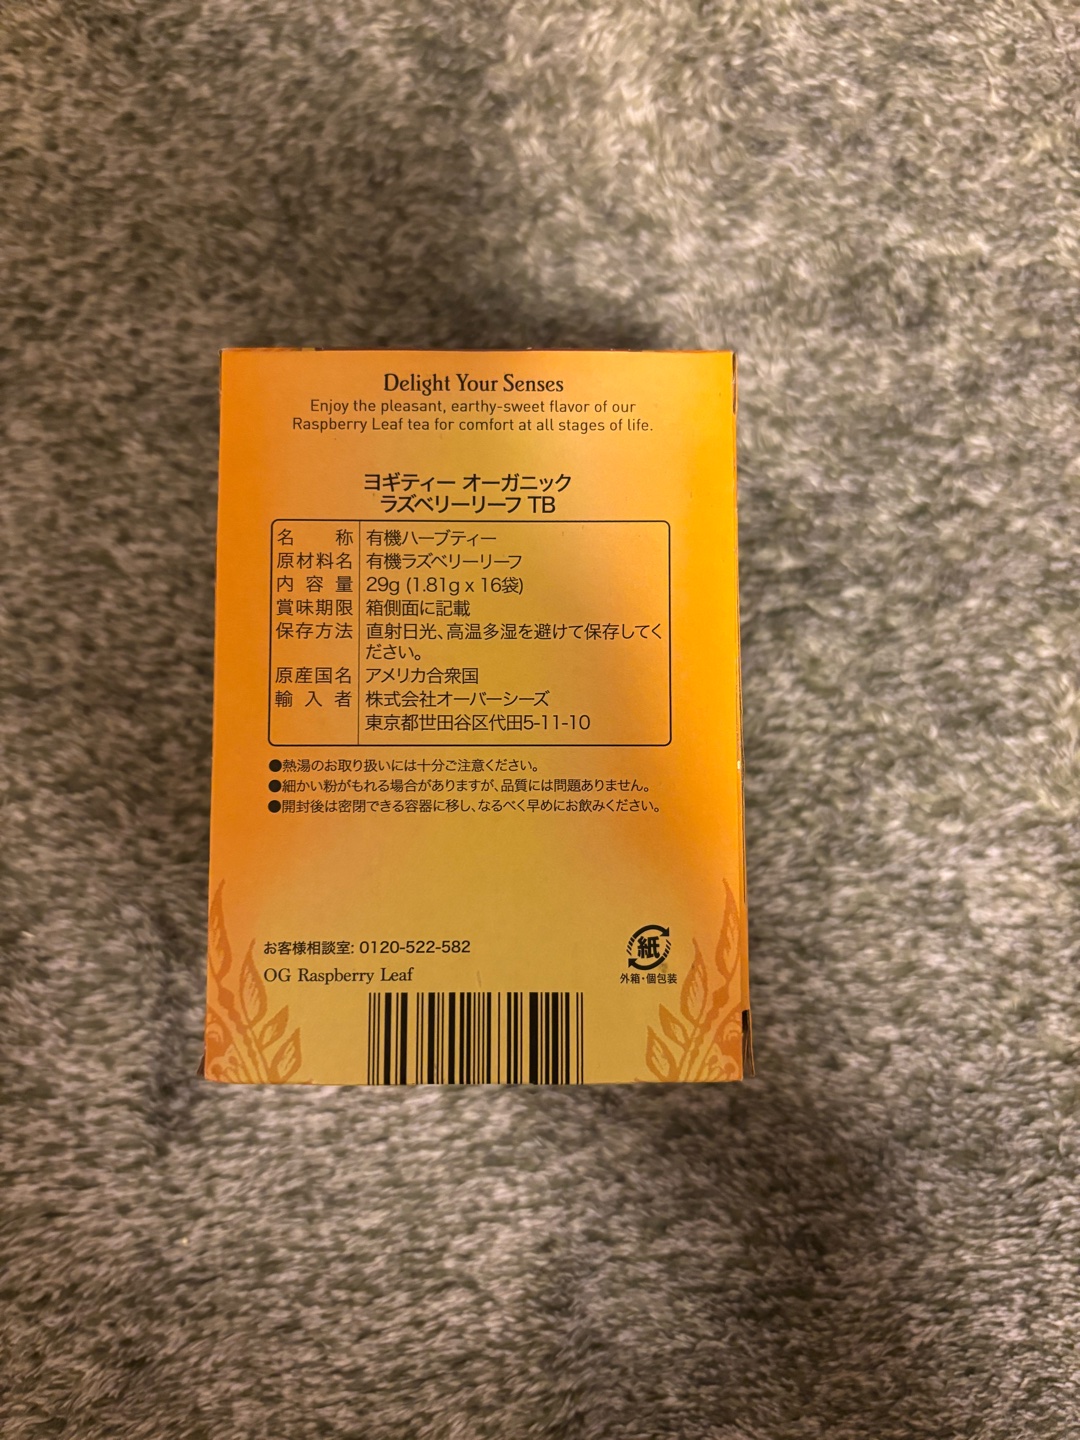 Delight Your Senses
Enjoy the pleasant, earthy-sweet flavor of our
Raspberry Leaf tea for comfort at all stages of life.
ヨギティー オーガニック
ラズベリーリーフ TB
名 称 有機ハーブティー
原材料名 有機ラズベリーリーフ
内容量 29g (1.81g x 16袋)
賞味期限 箱側面に記載
保存方法 直射日光、高温多湿を避けて保存してく
ださい。
原産国名 アメリカ合衆国
輸入者 株式会社オーバーシーズ
東京都世田谷区代田5-11-10
●熱湯のお取り扱いには十分ご注意ください。
●細かい粉がもれる場合がありますが、品質には問題ありません。
●開封後は密閉できる容器に移し、なるべく早めにお飲みください。
お客様相談室: 0120-522-582
OG Raspberry Leaf
紙
外箱・個包装